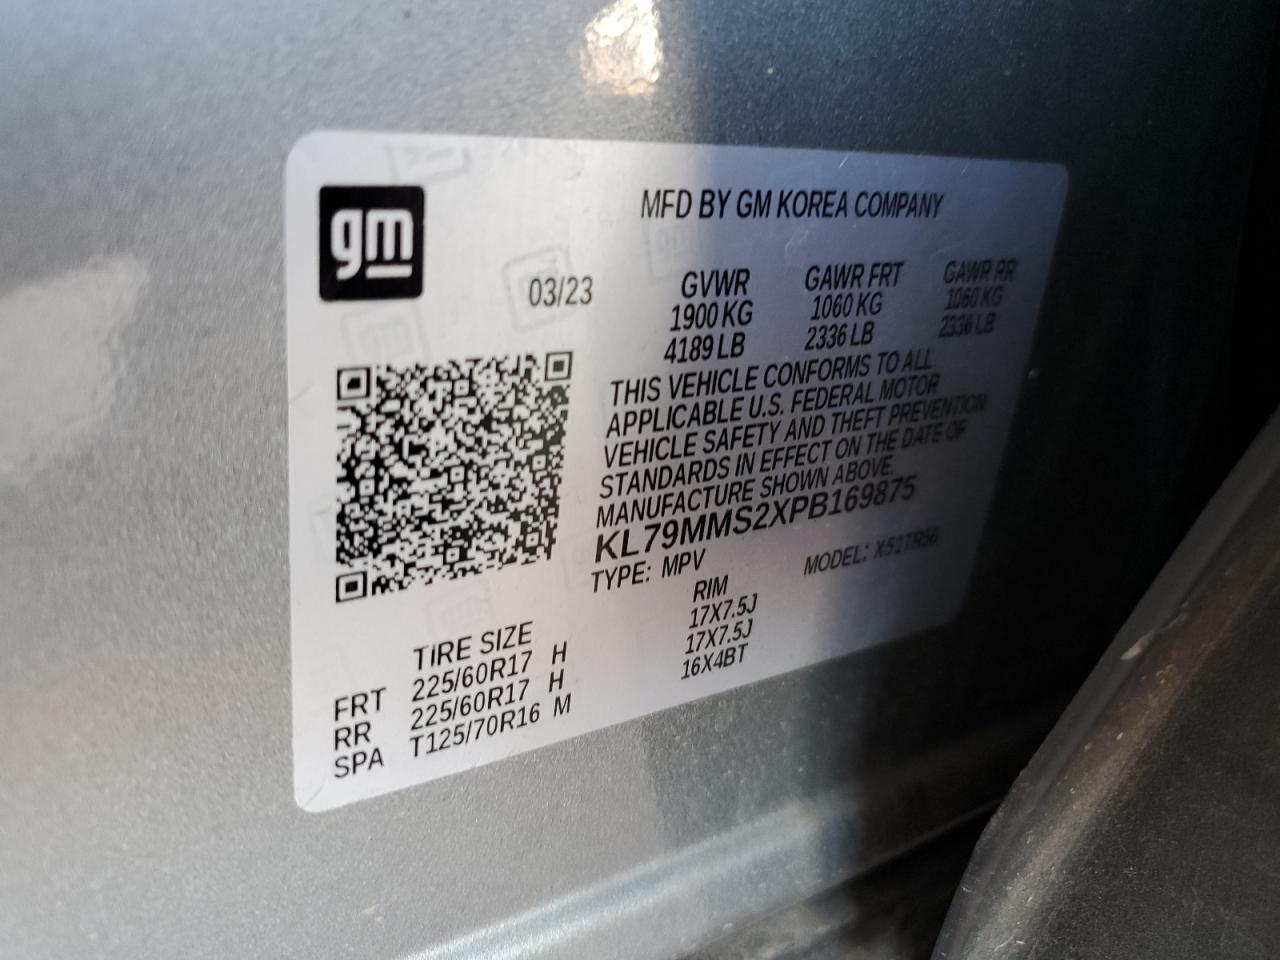 gm
MFD BY GM KOREA COMPANY
03/23 GVWR GAWR FRT GAWR RR
1900 KG 1060 KG 1060 KG
4189 LB 2336 LB 2336 LB
THIS VEHICLE CONFORMS TO ALL
APPLICABLE U.S. FEDERAL MOTOR
VEHICLE SAFETY AND THEFT PREVENTION
STANDARDS IN EFFECT ON THE DATE OF
MANUFACTURE SHOWN ABOVE.
KL79MMS2XPB169875
TYPE: MPV MODEL: X51TR56
TIRE SIZE RIM
FRT 225/60R17 H 17X7.5J
RR 225/60R17 H 17X7.5J
SPA T125/70R16 M 16X4BT